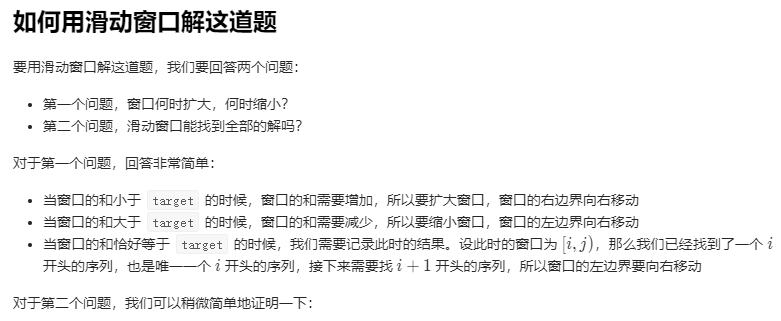 如何用滑动窗口解这道题
要用滑动窗口解这道题，我们要回答两个问题：
• 第一个问题，窗口何时扩大，何时缩小？
• 第二个问题，滑动窗口能找到全部的解吗？
对于第一个问题，回答非常简单：
• 当窗口的和小于 target 的时候，窗口的和需要增加，所以要扩大窗口，窗口的右边界向右移动
• 当窗口的和大于 target 的时候，窗口的和需要减少，所以要缩小窗口，窗口的左边界向右移动
• 当窗口的和恰好等于 target 的时候，我们需要记录此时的结果。设此时的窗口为 [i, j)，那么我们已经找到了一个 i
开头的序列，也是唯一一个 i 开头的序列，接下来需要找 i + 1 开头的序列，所以窗口的左边界要向右移动
对于第二个问题，我们可以稍微简单地证明一下：